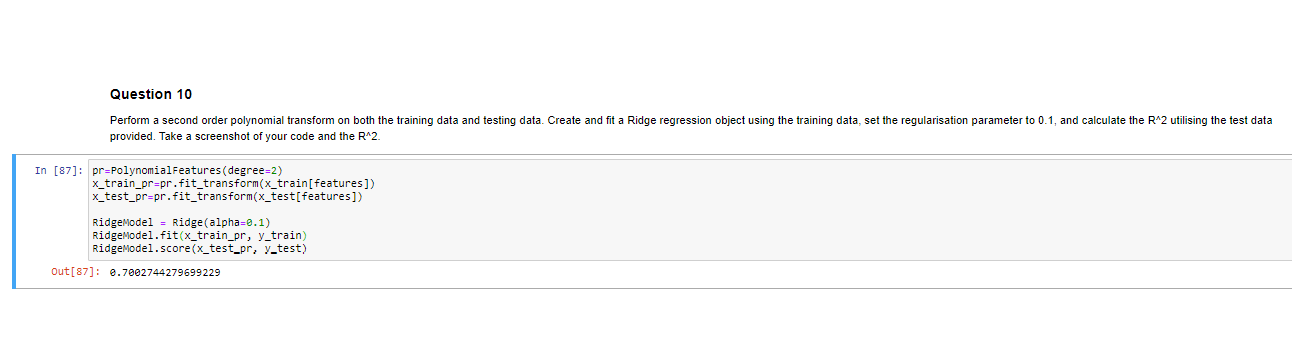 Question 10
Perform a second order polynomial transform on both the training data and testing data. Create and fit a Ridge regression object using the training data, set the regularisation parameter to 0.1, and calculate the R^2 utilising the test data
provided. Take a screenshot of your code and the R^2.
In [87]: pr=PolynomialFeatures(degree=2)
x_train_pr=pr.fit_transform(x_train[features])
x_test_pr=pr.fit_transform(x_test[features])
RidgeModel = Ridge(alpha=0.1)
RidgeModel.fit(x_train_pr, y_train)
RidgeModel.score(x_test_pr, y_test)
Out[87]: 0.7002744279699229